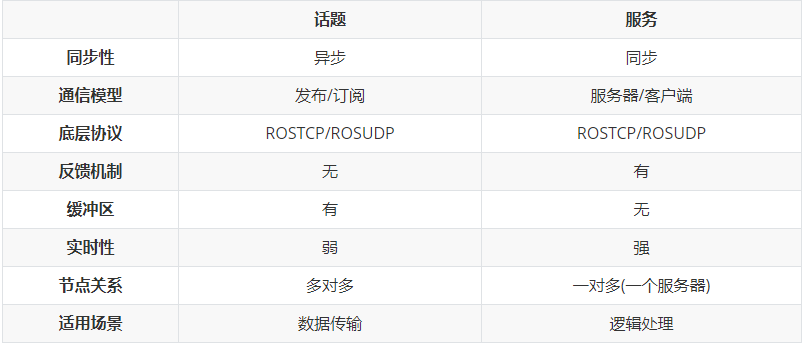 话题 服务
同步性 异步 同步
通信模型 发布/订阅 服务器/客户端
底层协议 ROSTCP/ROSUDP ROSTCP/ROSUDP
反馈机制 无 有
缓冲区 有 无
实时性 弱 强
节点关系 多对多 一对多(一个服务器)
适用场景 数据传输 逻辑处理